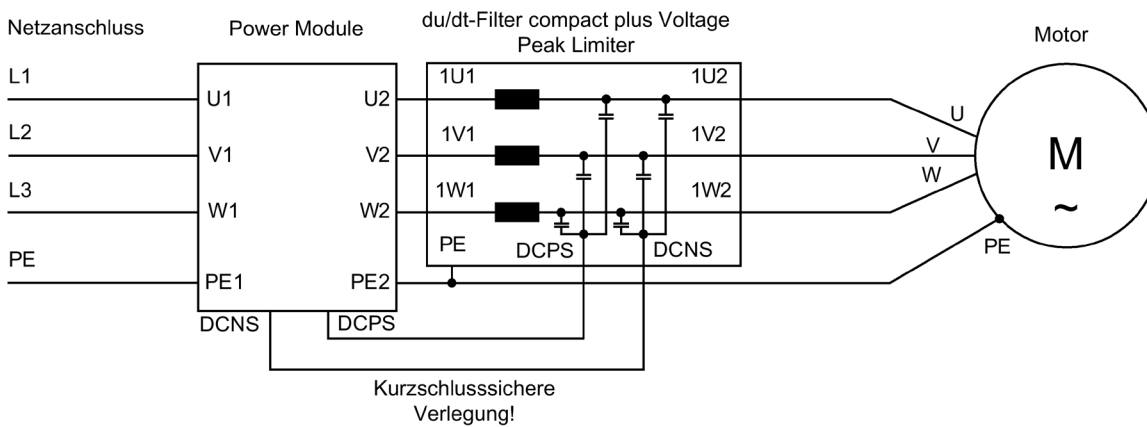 Netzanschluss
Power Module
du/dt-Filter compact plus Voltage
Peak Limiter
Motor
L1
U1
U2
1U1
1U2
U
L2
V1
V2
1V1
1V2
V
M
~
L3
W1
W2
1W1
1W2
W
PE
PE1
PE2
PE
DCPS
DCNS
PE
DCNS
DCPS
Kurzschlusssichere
Verlegung!